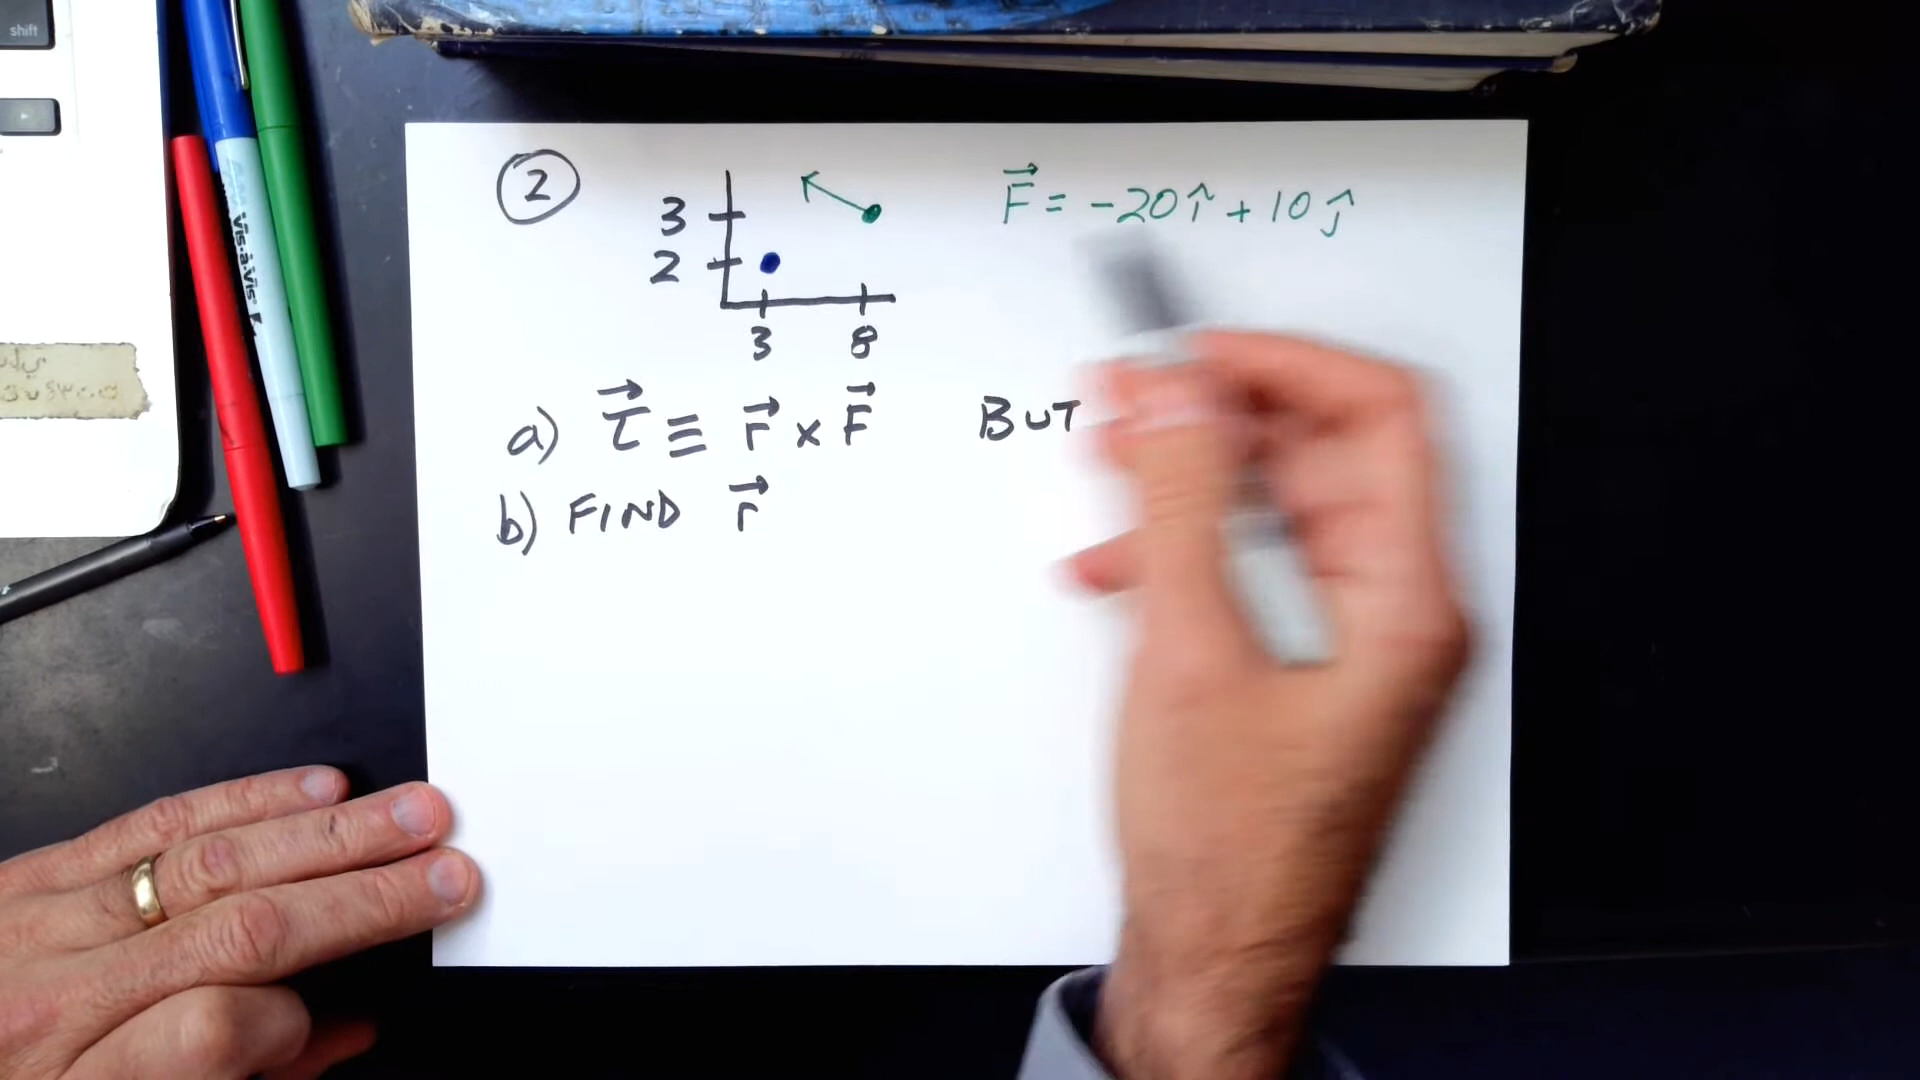 shift
Vis.à.Vis
②
3
2
3 8
F⃗ = -20î + 10ĵ
a) τ⃗ ≡ r⃗ × F⃗ BUT
b) FIND r⃗